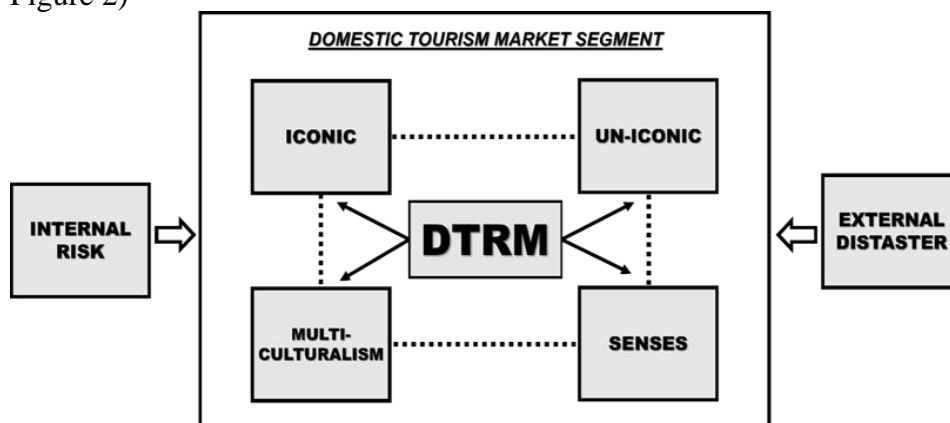 Figure 2)
DOMESTIC TOURISM MARKET SEGMENT
ICONIC
UN-ICONIC
INTERNAL
RISK
DTRM
EXTERNAL
DISTASTER
MULTI-
CULTURALISM
SENSES